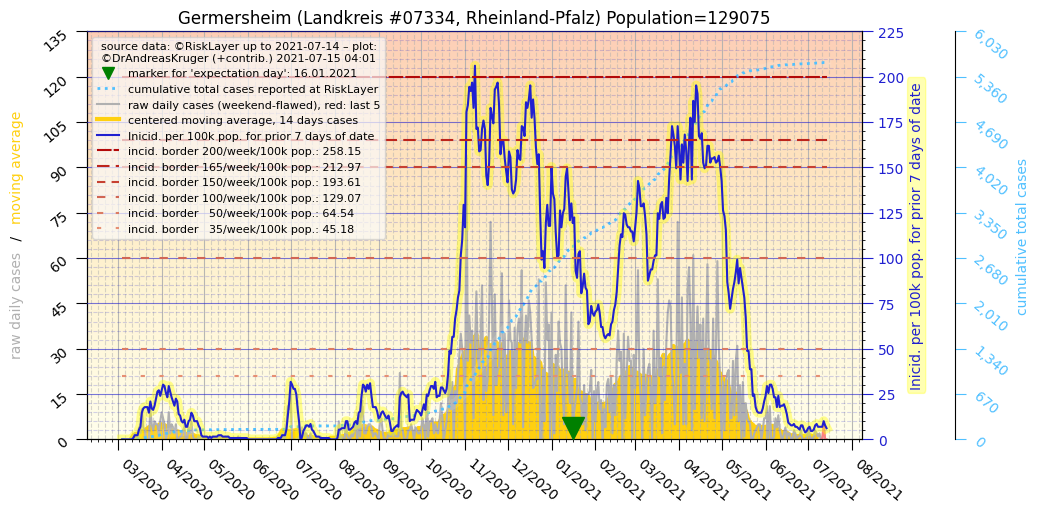 Germersheim (Landkreis #07334, Rheinland-Pfalz) Population=129075
source data: ©RiskLayer up to 2021-07-14 – plot:
©DrAndreasKruger (+contrib.) 2021-07-15 04:01
marker for 'expectation day': 16.01.2021
cumulative total cases reported at RiskLayer
raw daily cases (weekend-flawed), red: last 5
centered moving average, 14 days cases
Inicid. per 100k pop. for prior 7 days of date
incid. border 200/week/100k pop.: 258.15
incid. border 165/week/100k pop.: 212.97
incid. border 150/week/100k pop.: 193.61
incid. border 100/week/100k pop.: 129.07
incid. border 50/week/100k pop.: 64.54
incid. border 35/week/100k pop.: 45.18
raw daily cases / moving average
135
120
105
90
75
60
45
30
15
0
225
200
175
150
125
100
75
50
25
0
Inicid. per 100k pop. for prior 7 days of date
6,030
5,360
4,690
4,020
3,350
2,680
2,010
1,340
670
0
cumulative total cases
03/2020
04/2020
05/2020
06/2020
07/2020
08/2020
09/2020
10/2020
11/2020
12/2020
01/2021
02/2021
03/2021
04/2021
05/2021
06/2021
07/2021
08/2021